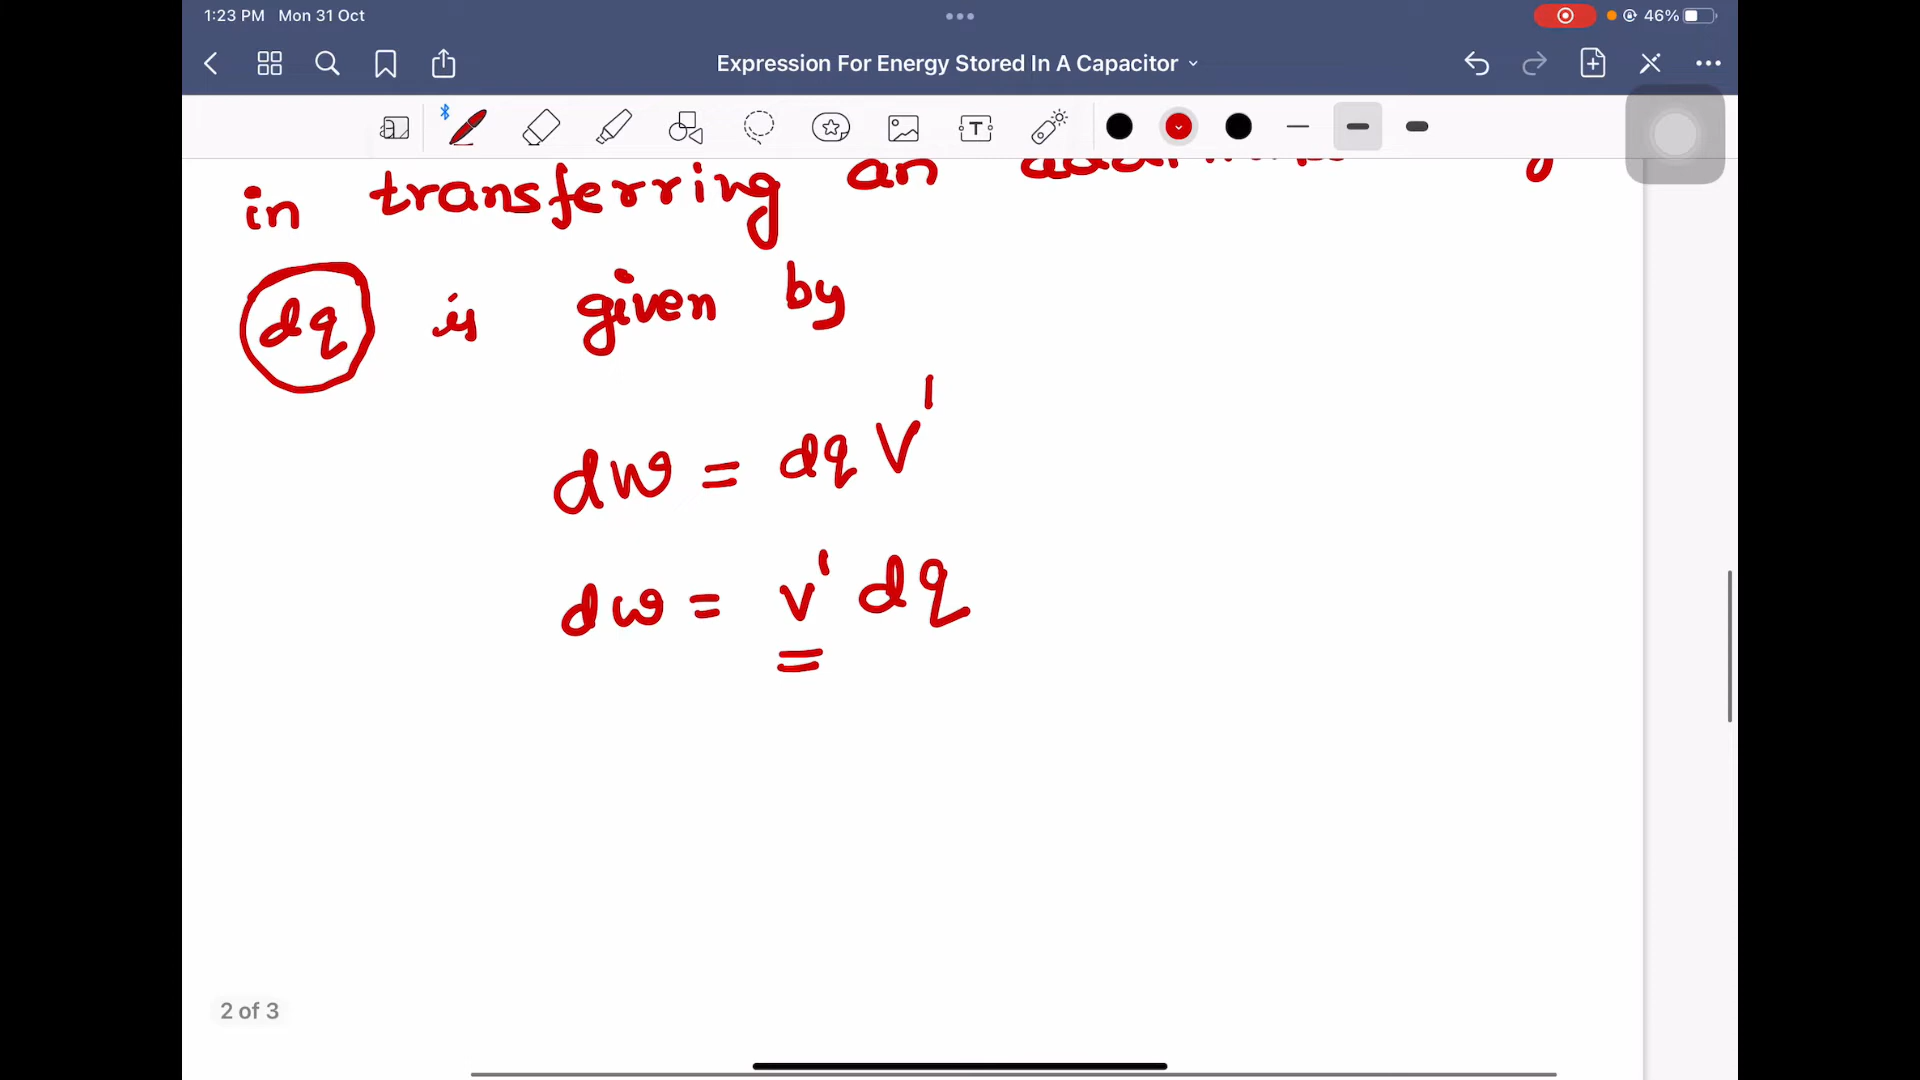 1:23 PM Mon 31 Oct
46%
Expression For Energy Stored In A Capacitor
in transferring an
dq is given by
dw = dq V'
dw = v' dq
2 of 3